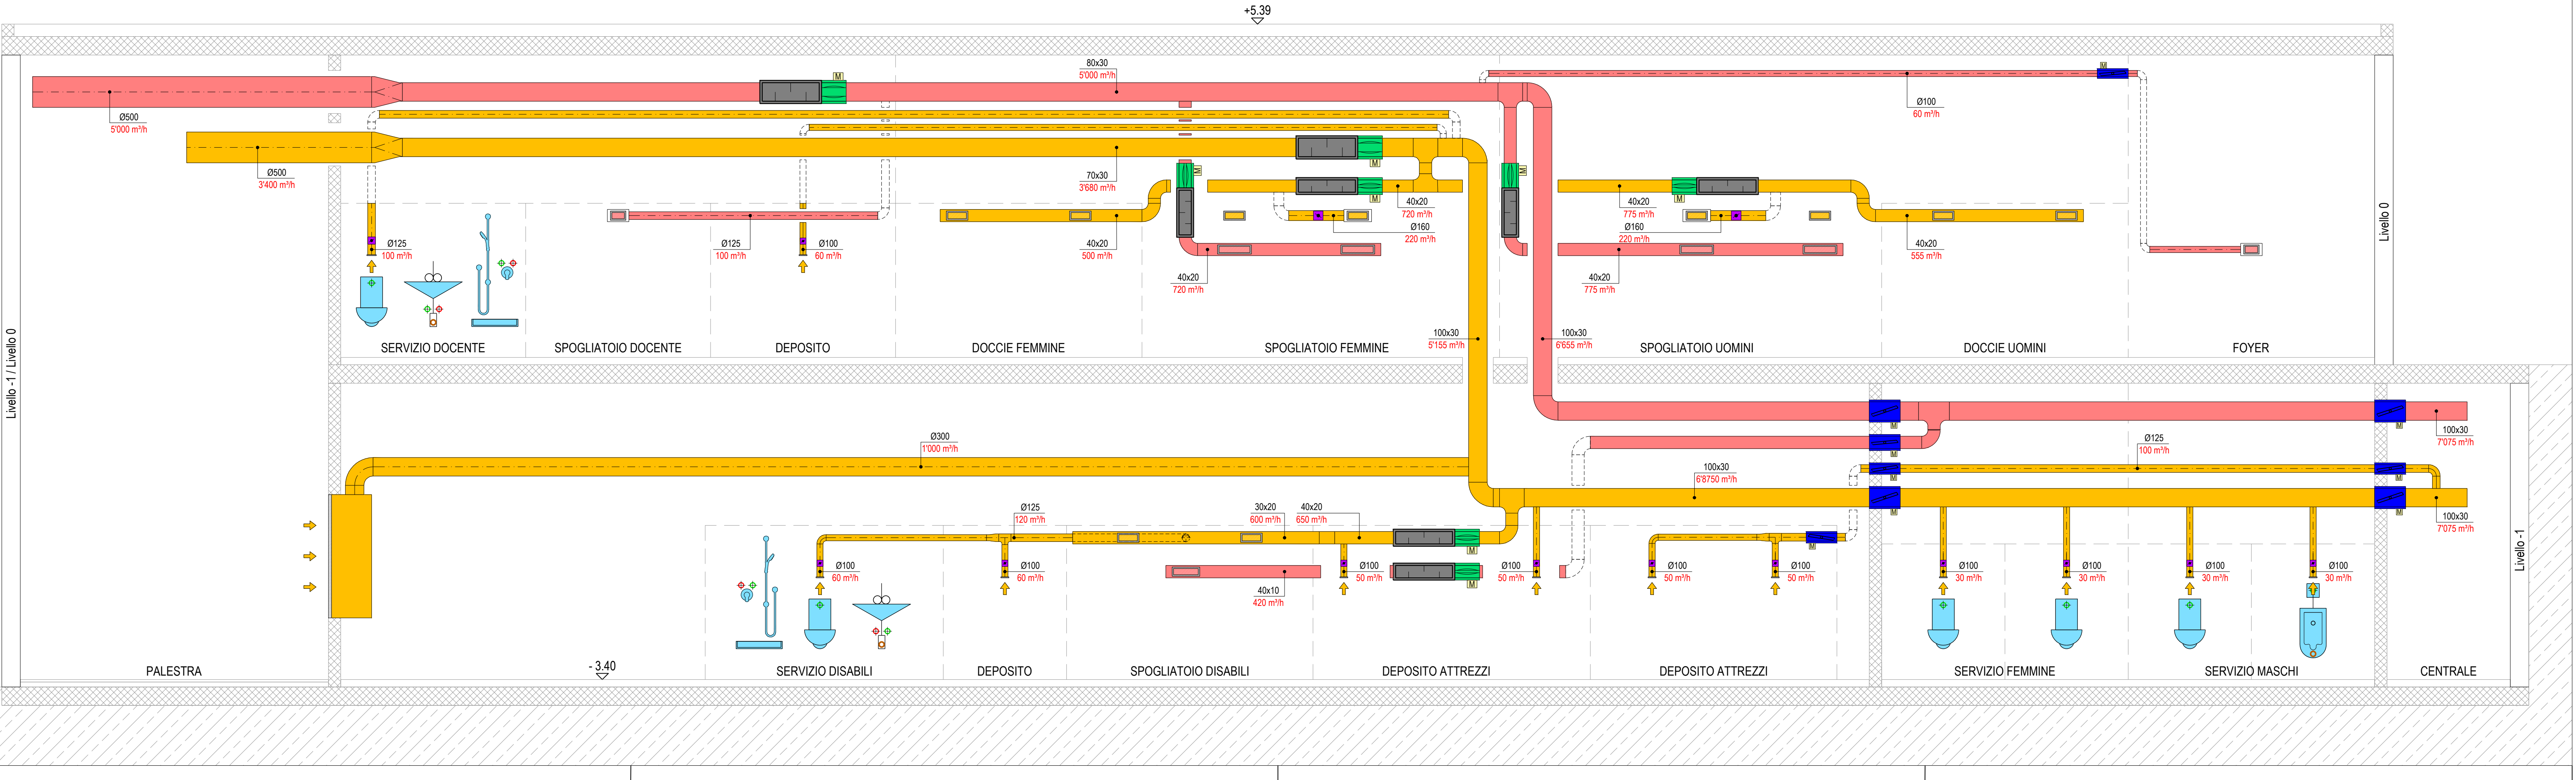 +5.39
80x30
5'000 m³/h
M
M
Ø500
5'000 m³/h
Ø100
60 m³/h
Ø500
3'400 m³/h
70x30
3'680 m³/h
M
M
M
M
M
40x20
720 m³/h
40x20
775 m³/h
Ø160
220 m³/h
Ø160
220 m³/h
Ø125
100 m³/h
Ø125
100 m³/h
Ø100
60 m³/h
40x20
500 m³/h
40x20
555 m³/h
40x20
720 m³/h
40x20
775 m³/h
100x30
5'155 m³/h
100x30
6'655 m³/h
SERVIZIO DOCENTE
SPOGLIATOIO DOCENTE
DEPOSITO
DOCCIE FEMMINE
SPOGLIATOIO FEMMINE
SPOGLIATOIO UOMINI
DOCCIE UOMINI
FOYER
Livello 0
Livello -1 / Livello 0
M
M
100x30
7'075 m³/h
Ø300
1'000 m³/h
Ø125
100 m³/h
M
M
M
100x30
6'8750 m³/h
100x30
7'075 m³/h
M
M
Ø125
120 m³/h
30x20
600 m³/h
40x20
650 m³/h
M
M
Ø100
60 m³/h
Ø100
60 m³/h
Ø100
50 m³/h
Ø100
50 m³/h
Ø100
50 m³/h
Ø100
50 m³/h
Ø100
30 m³/h
Ø100
30 m³/h
Ø100
30 m³/h
Ø100
30 m³/h
M
40x10
420 m³/h
Livello -1
- 3.40
PALESTRA
SERVIZIO DISABILI
DEPOSITO
SPOGLIATOIO DISABILI
DEPOSITO ATTREZZI
DEPOSITO ATTREZZI
SERVIZIO FEMMINE
SERVIZIO MASCHI
CENTRALE